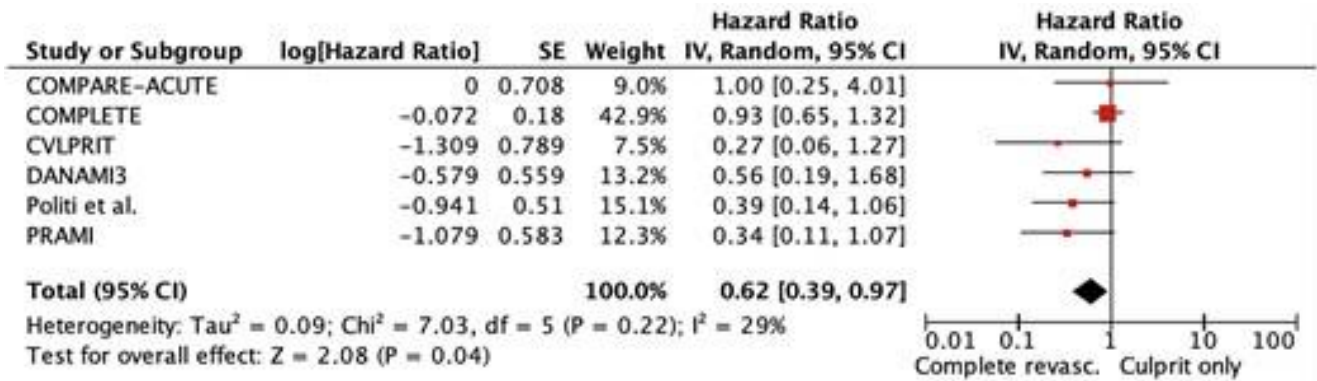 Hazard Ratio Hazard Ratio
Study or Subgroup log[Hazard Ratio] SE Weight IV, Random, 95% CI IV, Random, 95% CI
COMPARE-ACUTE 0 0.708 9.0% 1.00 [0.25, 4.01]
COMPLETE -0.072 0.18 42.9% 0.93 [0.65, 1.32]
CVLPRIT -1.309 0.789 7.5% 0.27 [0.06, 1.27]
DANAMI3 -0.579 0.559 13.2% 0.56 [0.19, 1.68]
Politi et al. -0.941 0.51 15.1% 0.39 [0.14, 1.06]
PRAMI -1.079 0.583 12.3% 0.34 [0.11, 1.07]
Total (95% CI) 100.0% 0.62 [0.39, 0.97]
Heterogeneity: Tau² = 0.09; Chi² = 7.03, df = 5 (P = 0.22); I² = 29%
Test for overall effect: Z = 2.08 (P = 0.04)
0.01 0.1 1 10 100
Complete revasc. Culprit only